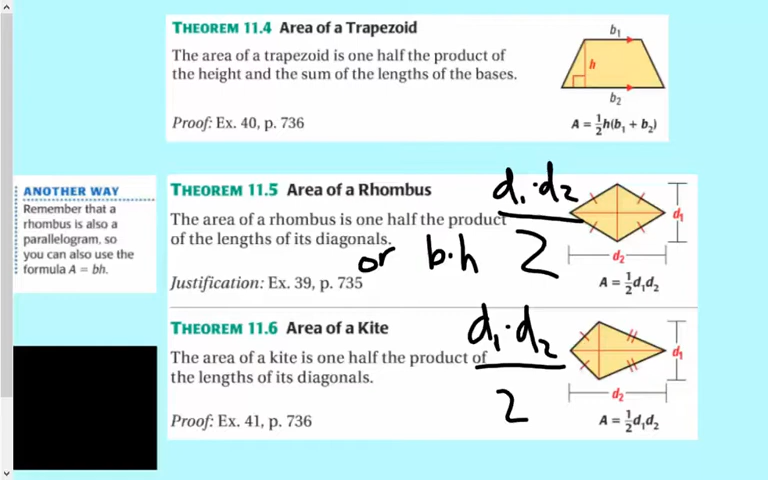 THEOREM 11.4 Area of a Trapezoid
The area of a trapezoid is one half the product of
the height and the sum of the lengths of the bases.
Proof: Ex. 40, p. 736
b₁
h
b₂
A = ½h(b₁ + b₂)
ANOTHER WAY
Remember that a
rhombus is also a
parallelogram, so
you can also use the
formula A = bh.
THEOREM 11.5 Area of a Rhombus
The area of a rhombus is one half the product
of the lengths of its diagonals.
Justification: Ex. 39, p. 735
d₁·d₂
2
or b·h
d₁
d₂
A = ½d₁d₂
THEOREM 11.6 Area of a Kite
The area of a kite is one half the product of
the lengths of its diagonals.
Proof: Ex. 41, p. 736
d₁·d₂
2
d₁
d₂
A = ½d₁d₂